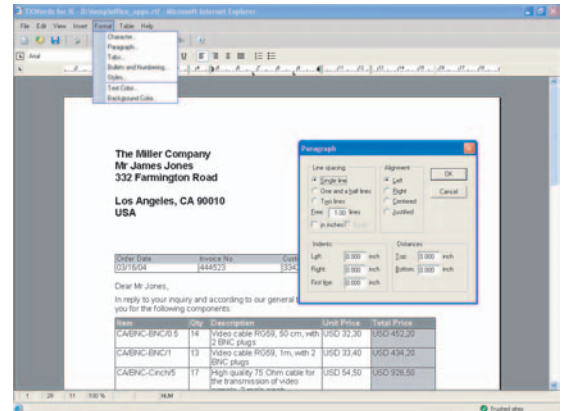 TXWords for IE - D:\temp\office_apps.rtf - Microsoft Internet Explorer
File Edit View Insert Format Table Help
Character...
Paragraph...
Tabs...
Bullets and Numbering...
Styles...
Text Color...
Background Color...
Arial
The Miller Company
Mr James Jones
332 Farmington Road
Los Angeles, CA 90010
USA
Paragraph
Line spacing
Single line
One and a half lines
Two lines
Free: 1.00 lines
in inches
Alignment
Left
Right
Centered
Justified
OK
Cancel
Indents
Left: 0.000 inch
Right: 0.000 inch
First line: 0.000 inch
Distances
Top: 0.000 inch
Bottom: 0.000 inch
Order Date Invoice No
03/16/04 444523
Dear Mr Jones,
In reply to your inquiry and according to our general
you for the following components:
Item Qty Description Unit Price Total Price
CA/BNC-BNC/0.5 14 Video cable RG59, 50 cm, with USD 32,30 USD 452,20
2 BNC plugs
CA/BNC-BNC/1 13 Video cable RG59, 1m, with 2 USD 33,40 USD 434,20
BNC plugs
CA/BNC-Cinch/5 17 High quality 75 Ohm cable for USD 54,50 USD 926,50
the transmission of video
100 % NUM
Trusted sites